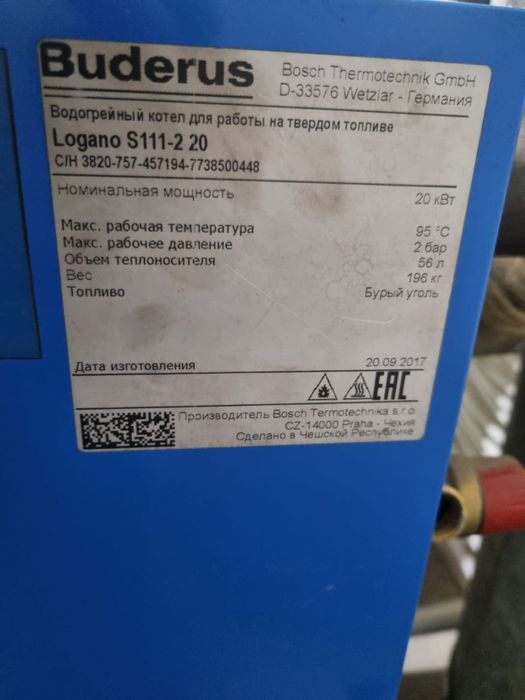 Buderus
Bosch Thermotechnik GmbH
D-33576 Wetzlar - Германия
Водогрейный котел для работы на твердом топливе
Logano S111-2 20
С/Н 3820-757-457194-7738500448
Номинальная мощность 20 кВт
Макс. рабочая температура 95 °C
Макс. рабочее давление 2 бар
Объем теплоносителя 56 л
Вес 196 кг
Топливо Бурый уголь
Дата изготовления 20.09.2017
EAC
Производитель Bosch Termotechnika s.r.o
CZ-14000 Praha - Чехия
Сделано в Чешской Республике